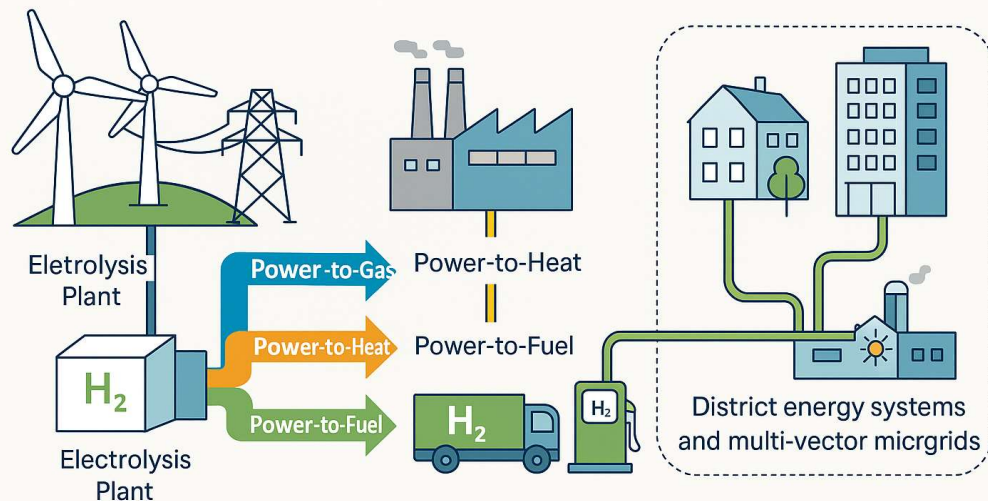 Eletrolysis
Plant
Power-to-Gas
Power-to-Heat
Power-to-Heat
Power-to-Fuel
Power-to-Fuel
H₂
Electrolysis
Plant
H₂
H₂
District energy systems
and multi-vector micrgrids